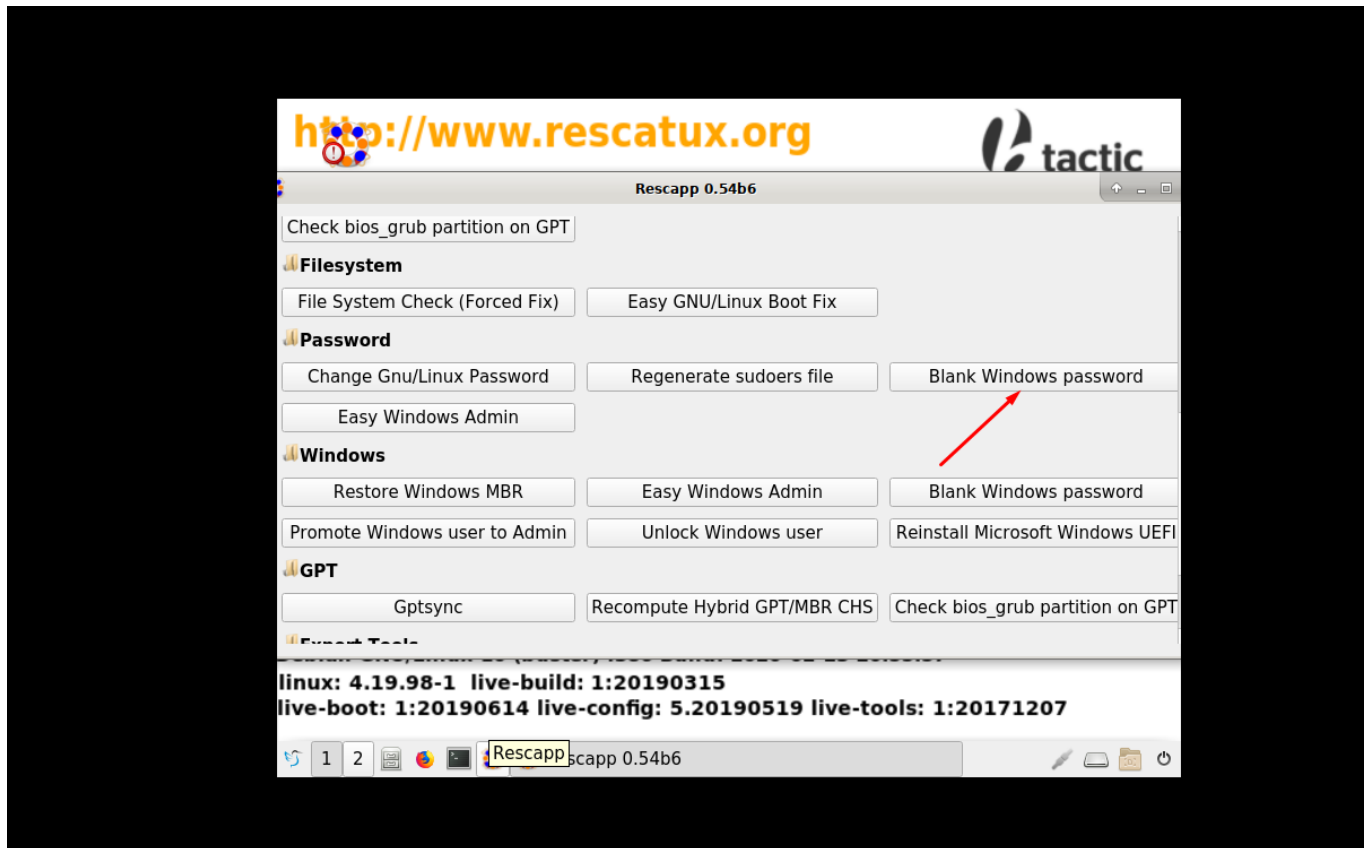 http://www.rescatux.org
tactic
Rescapp 0.54b6
Check bios_grub partition on GPT
Filesystem
File System Check (Forced Fix) Easy GNU/Linux Boot Fix
Password
Change Gnu/Linux Password Regenerate sudoers file Blank Windows password
Easy Windows Admin
Windows
Restore Windows MBR Easy Windows Admin Blank Windows password
Promote Windows user to Admin Unlock Windows user Reinstall Microsoft Windows UEFI
GPT
Gptsync Recompute Hybrid GPT/MBR CHS Check bios_grub partition on GPT
Expert Tools
linux: 4.19.98-1 live-build: 1:20190315
live-boot: 1:20190614 live-config: 5.20190519 live-tools: 1:20171207
1 2 Rescapp scapp 0.54b6